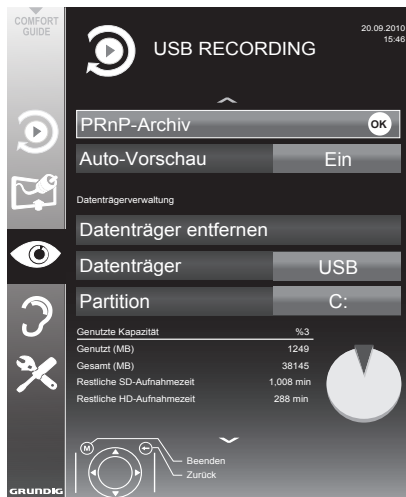 COMFORT
GUIDE
USB RECORDING
20.09.2010
15:46
PRnP-Archiv OK
Auto-Vorschau Ein
Datenträgerverwaltung
Datenträger entfernen
Datenträger USB
Partition C:
Genutzte Kapazität %3
Genutzt (MB) 1249
Gesamt (MB) 38145
Restliche SD-Aufnahmezeit 1,008 min
Restliche HD-Aufnahmezeit 288 min
M
Beenden
Zurück
GRUNDIG